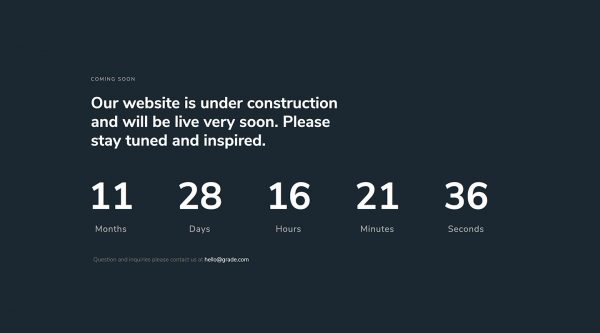 COMING SOON
Our website is under construction
and will be live very soon. Please
stay tuned and inspired.
11 28 16 21 36
Months Days Hours Minutes Seconds
Question and inquiries please contact us at hello@grade.com